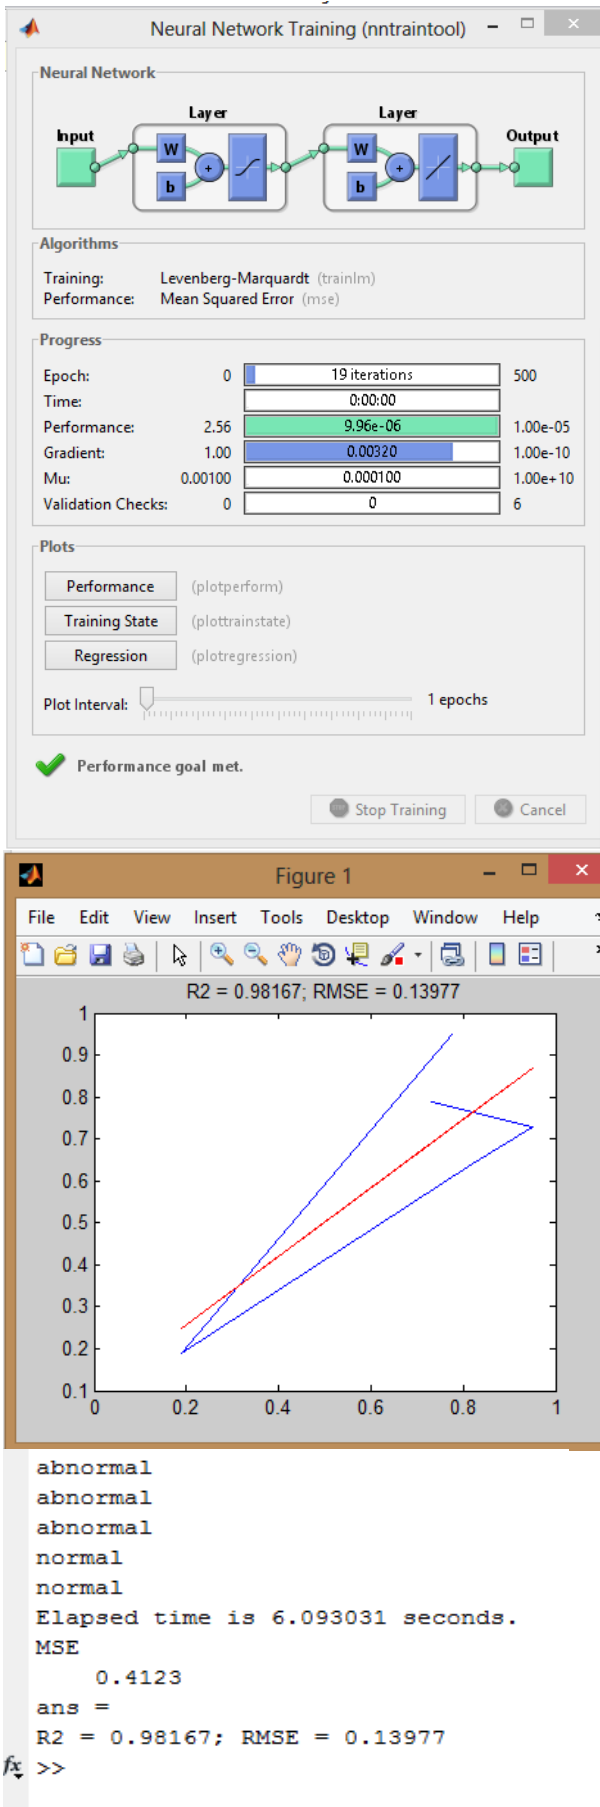 Neural Network Training (nntraintool)
Neural Network
Layer Layer
Input Output
W W
+ +
b b
Algorithms
Training: Levenberg-Marquardt (trainlm)
Performance: Mean Squared Error (mse)
Progress
Epoch: 0 19 iterations 500
Time: 0:00:00
Performance: 2.56 9.96e-06 1.00e-05
Gradient: 1.00 0.00320 1.00e-10
Mu: 0.00100 0.000100 1.00e+10
Validation Checks: 0 0 6
Plots
Performance (plotperform)
Training State (plottrainstate)
Regression (plotregression)
Plot Interval: 1 epochs
Performance goal met.
Stop Training Cancel
Figure 1
File Edit View Insert Tools Desktop Window Help
R2 = 0.98167; RMSE = 0.13977
1
0.9
0.8
0.7
0.6
0.5
0.4
0.3
0.2
0.1
0 0.2 0.4 0.6 0.8 1
abnormal
abnormal
abnormal
normal
normal
Elapsed time is 6.093031 seconds.
MSE
0.4123
ans =
R2 = 0.98167; RMSE = 0.13977
fx >>